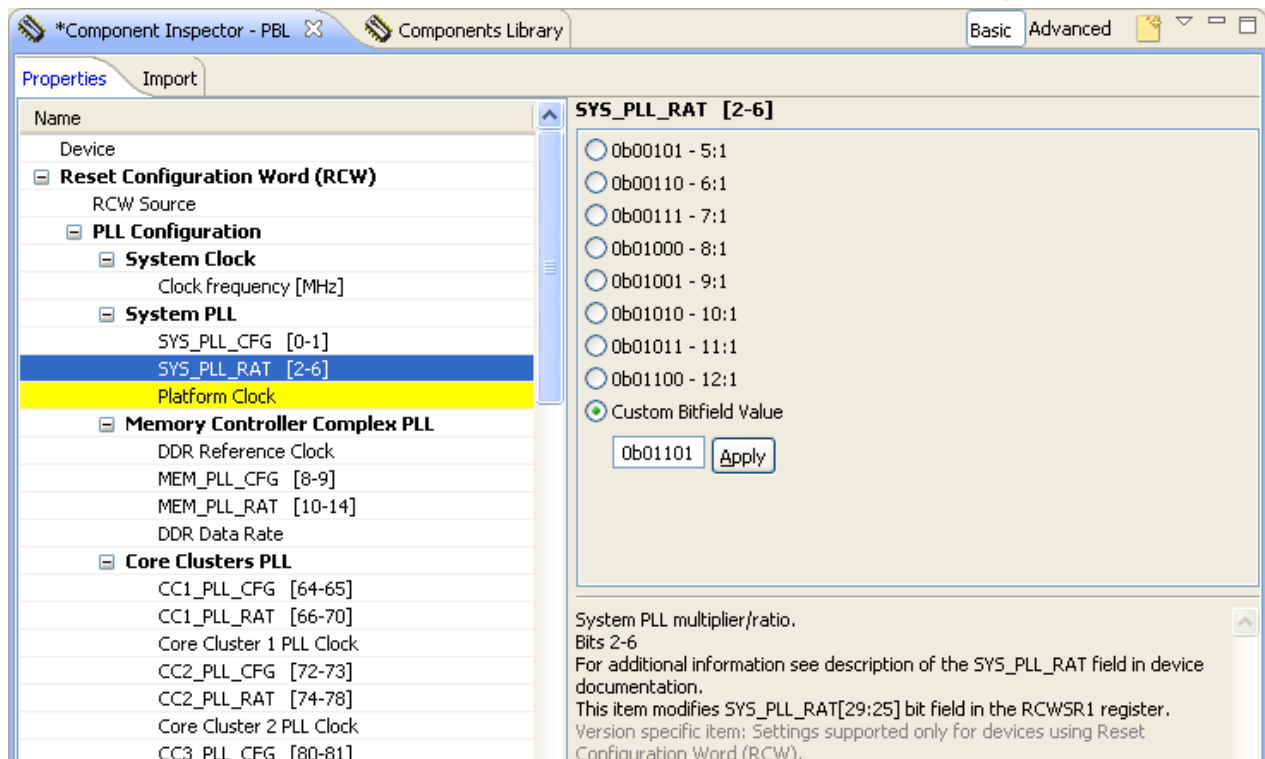 *Component Inspector - PBL
Components Library
Basic
Advanced
Properties
Import
Name
Device
Reset Configuration Word (RCW)
RCW Source
PLL Configuration
System Clock
Clock frequency [MHz]
System PLL
SYS_PLL_CFG [0-1]
SYS_PLL_RAT [2-6]
Platform Clock
Memory Controller Complex PLL
DDR Reference Clock
MEM_PLL_CFG [8-9]
MEM_PLL_RAT [10-14]
DDR Data Rate
Core Clusters PLL
CC1_PLL_CFG [64-65]
CC1_PLL_RAT [66-70]
Core Cluster 1 PLL Clock
CC2_PLL_CFG [72-73]
CC2_PLL_RAT [74-78]
Core Cluster 2 PLL Clock
CC3_PLL_CFG [80-81]
SYS_PLL_RAT [2-6]
0b00101 - 5:1
0b00110 - 6:1
0b00111 - 7:1
0b01000 - 8:1
0b01001 - 9:1
0b01010 - 10:1
0b01011 - 11:1
0b01100 - 12:1
Custom Bitfield Value
0b01101
Apply
System PLL multiplier/ratio.
Bits 2-6
For additional information see description of the SYS_PLL_RAT field in device
documentation.
This item modifies SYS_PLL_RAT[29:25] bit field in the RCWSR1 register.
Version specific item: Settings supported only for devices using Reset
Configuration Word (RCW).